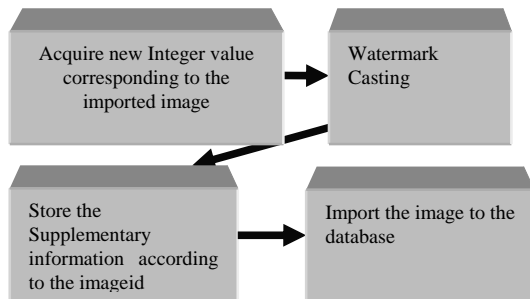 Acquire new Integer value
corresponding to the
imported image
Watermark
Casting
Store the
Supplementary
information according
to the imageid
Import the image to the
database